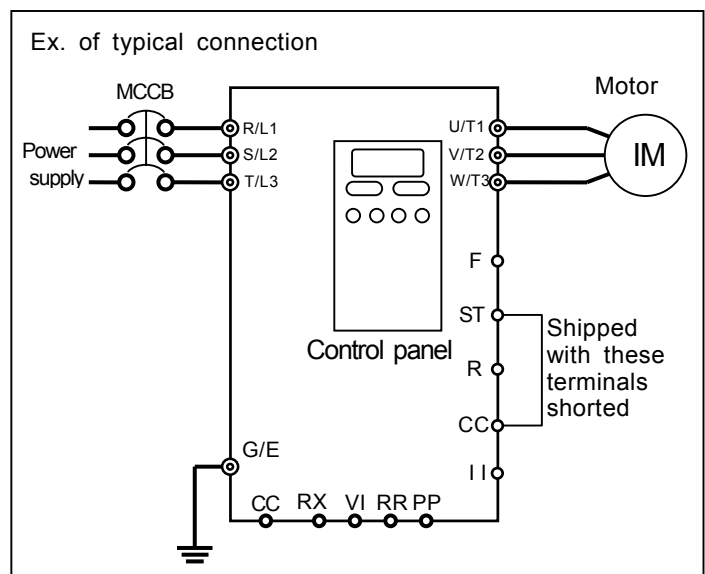 Ex. of typical connection
MCCB
Motor
R/L1
U/T1
Power
S/L2
V/T2
IM
supply
T/L3
W/T3
F
ST
Control panel
Shipped
with these
terminals
shorted
R
CC
G/E
II
CC RX VI RR PP